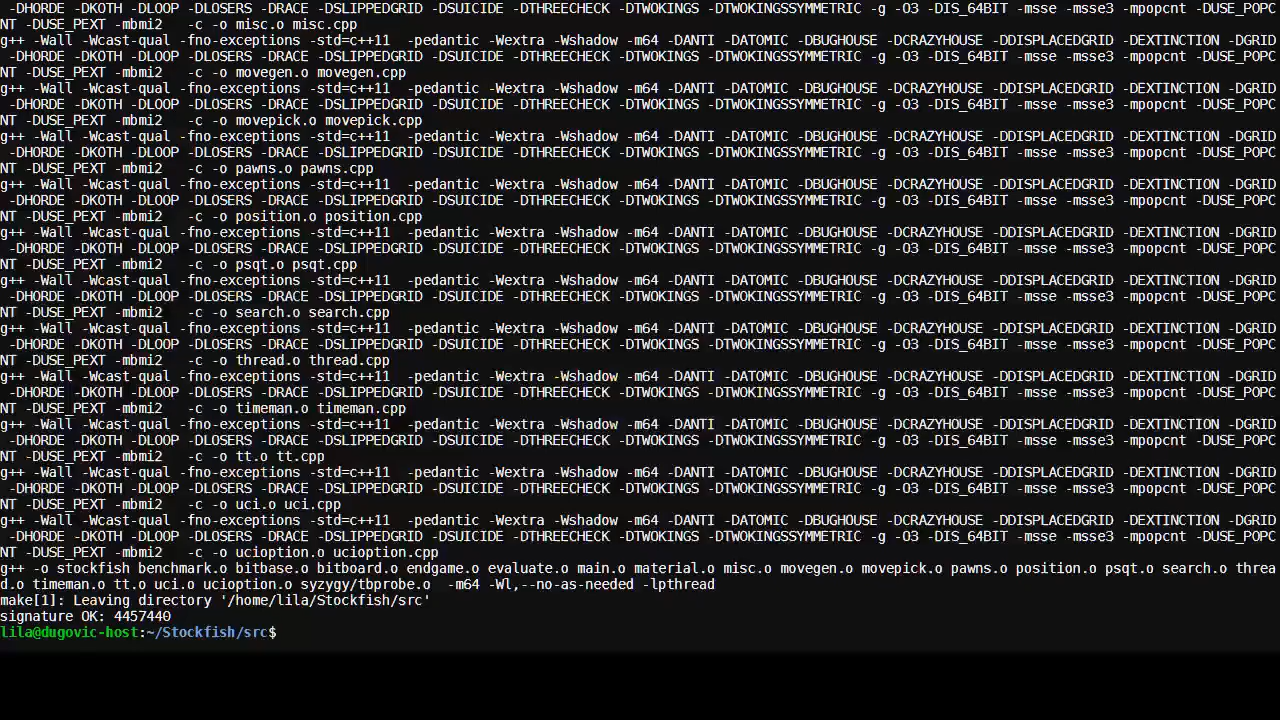 -DHORDE -DKOTH -DLOOP -DLOSERS -DRACE -DSLIPPEDGRID -DSUICIDE -DTHREECHECK -DTWOKINGS -DTWOKINGSSYMMETRIC -g -O3 -DIS_64BIT -msse -msse3 -mpopcnt -DUSE_POPC
NT -DUSE_PEXT -mbmi2   -c -o misc.o misc.cpp
g++ -Wall -Wcast-qual -fno-exceptions -std=c++11  -pedantic -Wextra -Wshadow -m64 -DANTI -DATOMIC -DBUGHOUSE -DCRAZYHOUSE -DDISPLACEDGRID -DEXTINCTION -DGRID
 -DHORDE -DKOTH -DLOOP -DLOSERS -DRACE -DSLIPPEDGRID -DSUICIDE -DTHREECHECK -DTWOKINGS -DTWOKINGSSYMMETRIC -g -O3 -DIS_64BIT -msse -msse3 -mpopcnt -DUSE_POPC
NT -DUSE_PEXT -mbmi2   -c -o movegen.o movegen.cpp
g++ -Wall -Wcast-qual -fno-exceptions -std=c++11  -pedantic -Wextra -Wshadow -m64 -DANTI -DATOMIC -DBUGHOUSE -DCRAZYHOUSE -DDISPLACEDGRID -DEXTINCTION -DGRID
 -DHORDE -DKOTH -DLOOP -DLOSERS -DRACE -DSLIPPEDGRID -DSUICIDE -DTHREECHECK -DTWOKINGS -DTWOKINGSSYMMETRIC -g -O3 -DIS_64BIT -msse -msse3 -mpopcnt -DUSE_POPC
NT -DUSE_PEXT -mbmi2   -c -o movepick.o movepick.cpp
g++ -Wall -Wcast-qual -fno-exceptions -std=c++11  -pedantic -Wextra -Wshadow -m64 -DANTI -DATOMIC -DBUGHOUSE -DCRAZYHOUSE -DDISPLACEDGRID -DEXTINCTION -DGRID
 -DHORDE -DKOTH -DLOOP -DLOSERS -DRACE -DSLIPPEDGRID -DSUICIDE -DTHREECHECK -DTWOKINGS -DTWOKINGSSYMMETRIC -g -O3 -DIS_64BIT -msse -msse3 -mpopcnt -DUSE_POPC
NT -DUSE_PEXT -mbmi2   -c -o pawns.o pawns.cpp
g++ -Wall -Wcast-qual -fno-exceptions -std=c++11  -pedantic -Wextra -Wshadow -m64 -DANTI -DATOMIC -DBUGHOUSE -DCRAZYHOUSE -DDISPLACEDGRID -DEXTINCTION -DGRID
 -DHORDE -DKOTH -DLOOP -DLOSERS -DRACE -DSLIPPEDGRID -DSUICIDE -DTHREECHECK -DTWOKINGS -DTWOKINGSSYMMETRIC -g -O3 -DIS_64BIT -msse -msse3 -mpopcnt -DUSE_POPC
NT -DUSE_PEXT -mbmi2   -c -o position.o position.cpp
g++ -Wall -Wcast-qual -fno-exceptions -std=c++11  -pedantic -Wextra -Wshadow -m64 -DANTI -DATOMIC -DBUGHOUSE -DCRAZYHOUSE -DDISPLACEDGRID -DEXTINCTION -DGRID
 -DHORDE -DKOTH -DLOOP -DLOSERS -DRACE -DSLIPPEDGRID -DSUICIDE -DTHREECHECK -DTWOKINGS -DTWOKINGSSYMMETRIC -g -O3 -DIS_64BIT -msse -msse3 -mpopcnt -DUSE_POPC
NT -DUSE_PEXT -mbmi2   -c -o psqt.o psqt.cpp
g++ -Wall -Wcast-qual -fno-exceptions -std=c++11  -pedantic -Wextra -Wshadow -m64 -DANTI -DATOMIC -DBUGHOUSE -DCRAZYHOUSE -DDISPLACEDGRID -DEXTINCTION -DGRID
 -DHORDE -DKOTH -DLOOP -DLOSERS -DRACE -DSLIPPEDGRID -DSUICIDE -DTHREECHECK -DTWOKINGS -DTWOKINGSSYMMETRIC -g -O3 -DIS_64BIT -msse -msse3 -mpopcnt -DUSE_POPC
NT -DUSE_PEXT -mbmi2   -c -o search.o search.cpp
g++ -Wall -Wcast-qual -fno-exceptions -std=c++11  -pedantic -Wextra -Wshadow -m64 -DANTI -DATOMIC -DBUGHOUSE -DCRAZYHOUSE -DDISPLACEDGRID -DEXTINCTION -DGRID
 -DHORDE -DKOTH -DLOOP -DLOSERS -DRACE -DSLIPPEDGRID -DSUICIDE -DTHREECHECK -DTWOKINGS -DTWOKINGSSYMMETRIC -g -O3 -DIS_64BIT -msse -msse3 -mpopcnt -DUSE_POPC
NT -DUSE_PEXT -mbmi2   -c -o thread.o thread.cpp
g++ -Wall -Wcast-qual -fno-exceptions -std=c++11  -pedantic -Wextra -Wshadow -m64 -DANTI -DATOMIC -DBUGHOUSE -DCRAZYHOUSE -DDISPLACEDGRID -DEXTINCTION -DGRID
 -DHORDE -DKOTH -DLOOP -DLOSERS -DRACE -DSLIPPEDGRID -DSUICIDE -DTHREECHECK -DTWOKINGS -DTWOKINGSSYMMETRIC -g -O3 -DIS_64BIT -msse -msse3 -mpopcnt -DUSE_POPC
NT -DUSE_PEXT -mbmi2   -c -o timeman.o timeman.cpp
g++ -Wall -Wcast-qual -fno-exceptions -std=c++11  -pedantic -Wextra -Wshadow -m64 -DANTI -DATOMIC -DBUGHOUSE -DCRAZYHOUSE -DDISPLACEDGRID -DEXTINCTION -DGRID
 -DHORDE -DKOTH -DLOOP -DLOSERS -DRACE -DSLIPPEDGRID -DSUICIDE -DTHREECHECK -DTWOKINGS -DTWOKINGSSYMMETRIC -g -O3 -DIS_64BIT -msse -msse3 -mpopcnt -DUSE_POPC
NT -DUSE_PEXT -mbmi2   -c -o tt.o tt.cpp
g++ -Wall -Wcast-qual -fno-exceptions -std=c++11  -pedantic -Wextra -Wshadow -m64 -DANTI -DATOMIC -DBUGHOUSE -DCRAZYHOUSE -DDISPLACEDGRID -DEXTINCTION -DGRID
 -DHORDE -DKOTH -DLOOP -DLOSERS -DRACE -DSLIPPEDGRID -DSUICIDE -DTHREECHECK -DTWOKINGS -DTWOKINGSSYMMETRIC -g -O3 -DIS_64BIT -msse -msse3 -mpopcnt -DUSE_POPC
NT -DUSE_PEXT -mbmi2   -c -o uci.o uci.cpp
g++ -Wall -Wcast-qual -fno-exceptions -std=c++11  -pedantic -Wextra -Wshadow -m64 -DANTI -DATOMIC -DBUGHOUSE -DCRAZYHOUSE -DDISPLACEDGRID -DEXTINCTION -DGRID
 -DHORDE -DKOTH -DLOOP -DLOSERS -DRACE -DSLIPPEDGRID -DSUICIDE -DTHREECHECK -DTWOKINGS -DTWOKINGSSYMMETRIC -g -O3 -DIS_64BIT -msse -msse3 -mpopcnt -DUSE_POPC
NT -DUSE_PEXT -mbmi2   -c -o ucioption.o ucioption.cpp
g++ -o stockfish benchmark.o bitbase.o bitboard.o endgame.o evaluate.o main.o material.o misc.o movegen.o movepick.o pawns.o position.o psqt.o search.o threa
d.o timeman.o tt.o uci.o ucioption.o syzygy/tbprobe.o  -m64 -Wl,--no-as-needed -lpthread
make[1]: Leaving directory '/home/lila/Stockfish/src'
signature OK: 4457440
lila@dugovic-host:~/Stockfish/src$